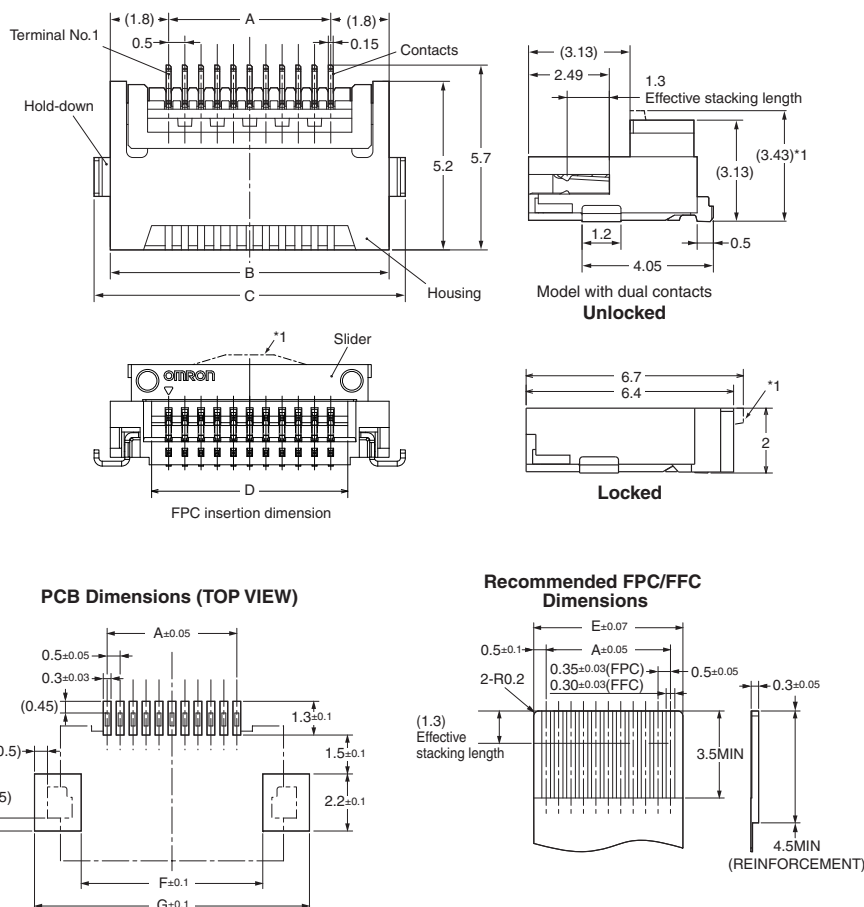 (1.8)
A
(1.8)
Terminal No.1
0.5
0.15
Contacts
Hold-down
5.2
5.7
B
C
Housing
(3.13)
2.49
1.3
Effective stacking length
(3.13)
(3.43)*1
1.2
0.5
4.05
Model with dual contacts
Unlocked
*1
Slider
OMRON
D
FPC insertion dimension
6.7
6.4
*1
2
Locked
PCB Dimensions (TOP VIEW)
A±0.05
0.5±0.05
0.3±0.03
(0.45)
1.3±0.1
1.5±0.1
0.5)
5)
2.2±0.1
F±0.1
G±0.1
Recommended FPC/FFC
Dimensions
E±0.07
0.5±0.1
A±0.05
0.35±0.03(FPC)
0.5±0.05
0.30±0.03(FFC)
2-R0.2
0.3±0.05
(1.3)
Effective
stacking length
3.5MIN
4.5MIN
(REINFORCEMENT)